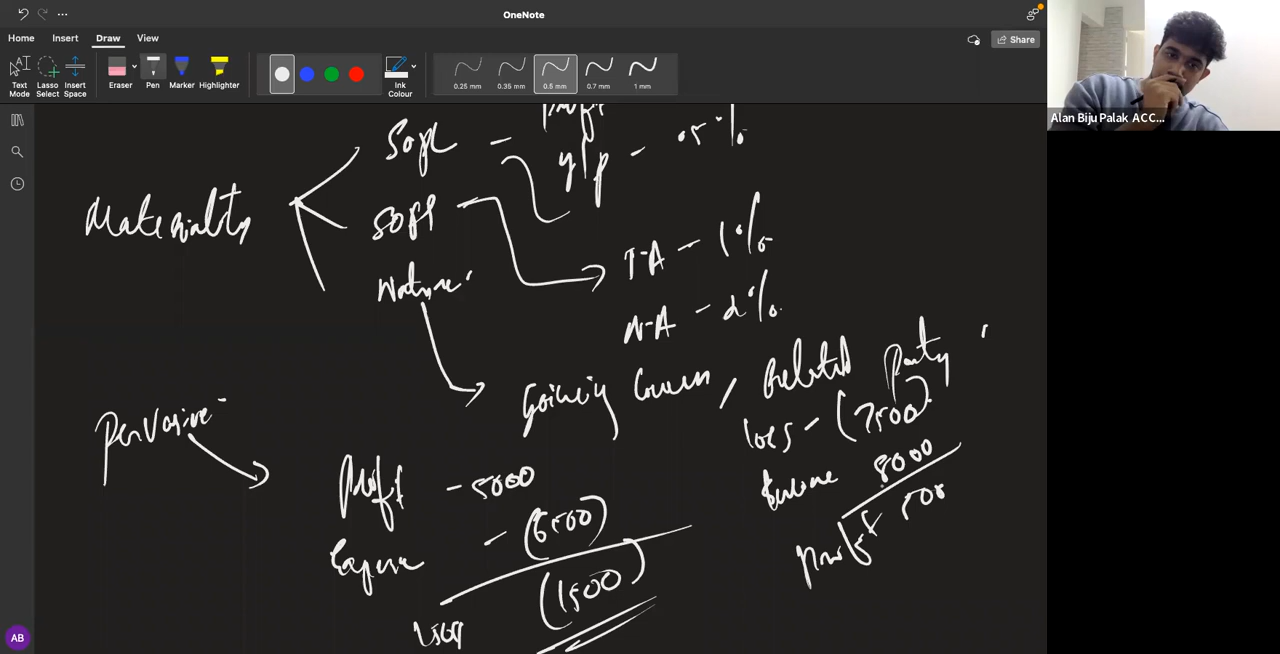 OneNote
Home Insert Draw View
Share
Text Mode
Lasso Select
Insert Space
Eraser
Pen
Marker
Highlighter
Ink Colour
0.25 mm
0.35 mm
0.5 mm
0.7 mm
1 mm
Alan Biju Palak ACC...
Profit
SOPL - 
Materiality
SOFP
T-A - 1%
Nature
N-A - 2%
Going Concern, Related party
Pervasive
loss - (7500)
Profit - 5000
Income 8000
Expense - (6500)
profit 500
(1500)
loss
AB